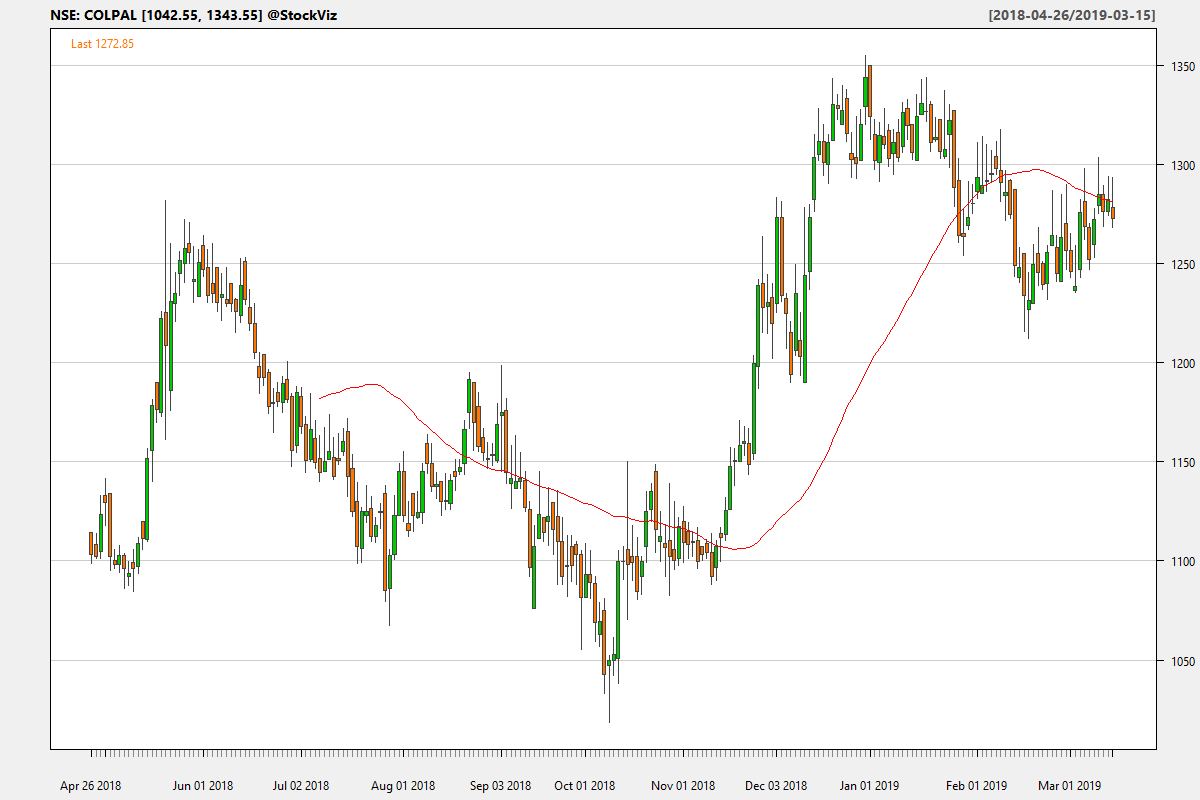 NSE: COLPAL [1042.55, 1343.55] @StockViz
[2018-04-26/2019-03-15]
Last 1272.85
1350
1300
1250
1200
1150
1100
1050
Apr 26 2018 Jun 01 2018 Jul 02 2018 Aug 01 2018 Sep 03 2018 Oct 01 2018 Nov 01 2018 Dec 03 2018 Jan 01 2019 Feb 01 2019 Mar 01 2019